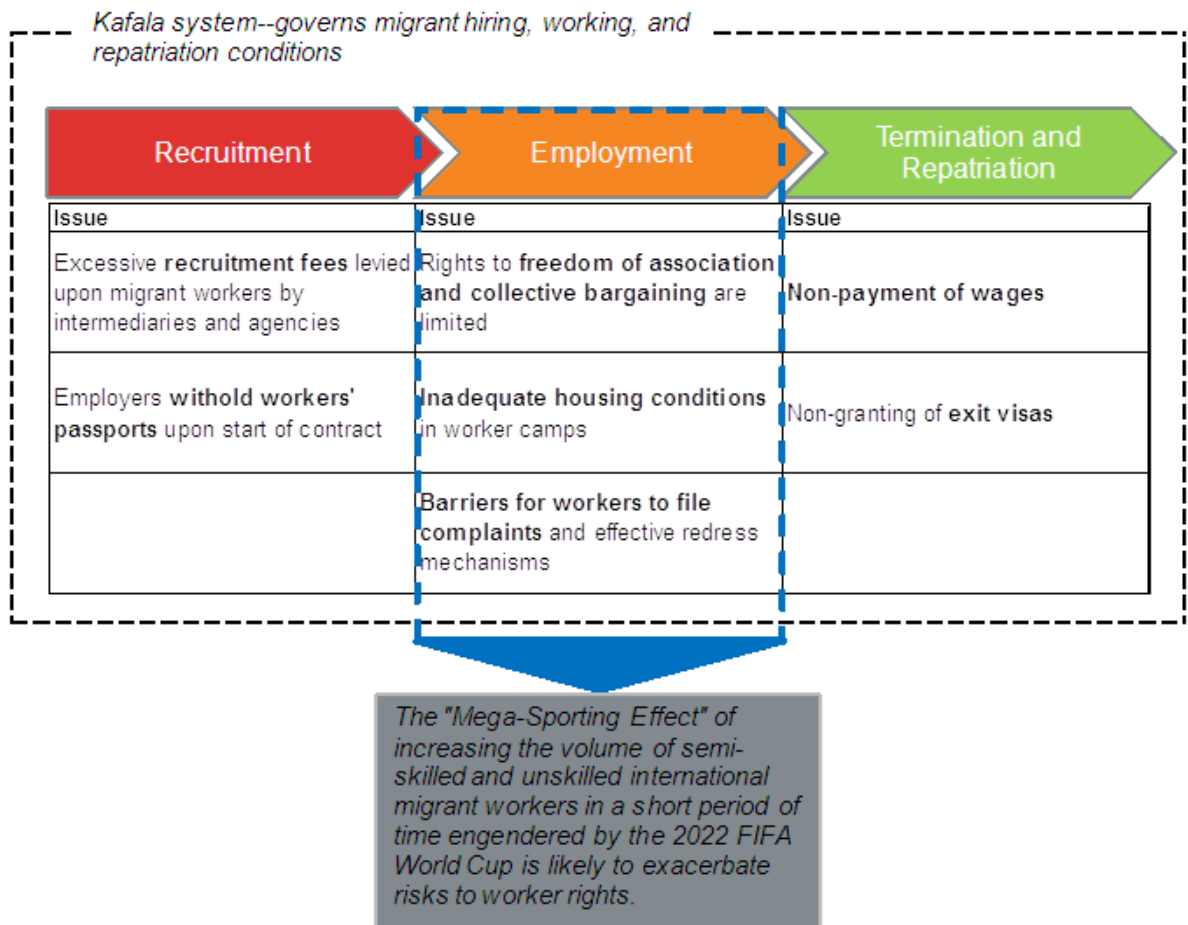 Kafala system--governs migrant hiring, working, and
repatriation conditions
Recruitment
Employment
Termination and
Repatriation
Issue
Issue
Issue
Excessive recruitment fees levied
upon migrant workers by
intermediaries and agencies
Rights to freedom of association
and collective bargaining are
limited
Non-payment of wages
Employers withold workers'
passports upon start of contract
Inadequate housing conditions
in worker camps
Non-granting of exit visas
Barriers for workers to file
complaints and effective redress
mechanisms
The "Mega-Sporting Effect" of
increasing the volume of semi-
skilled and unskilled international
migrant workers in a short period of
time engendered by the 2022 FIFA
World Cup is likely to exacerbate
risks to worker rights.